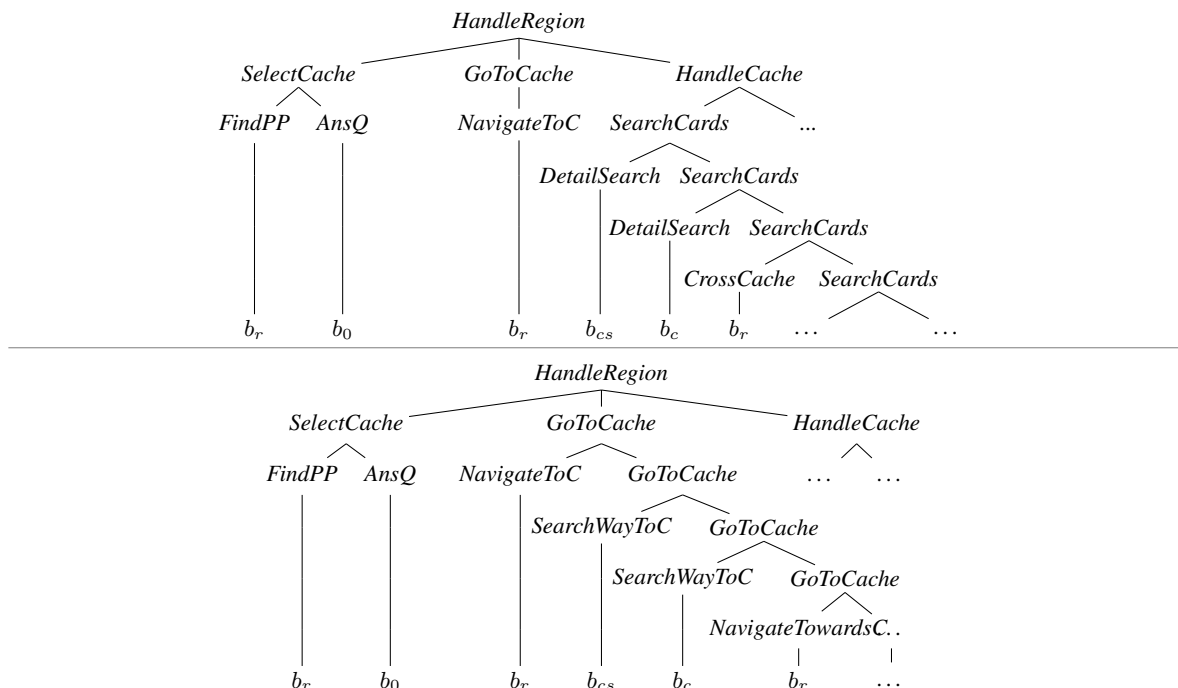 HandleRegion
SelectCache GoToCache HandleCache
FindPP AnsQ NavigateToC SearchCards ...
DetailSearch SearchCards
DetailSearch SearchCards
CrossCache SearchCards
b_r b_0 b_r b_cs b_c b_r ... ...
HandleRegion
SelectCache GoToCache HandleCache
FindPP AnsQ NavigateToC GoToCache ... ...
SearchWayToC GoToCache
SearchWayToC GoToCache
NavigateTowardsC ...
b_r b_0 b_r b_cs b_c b_r ...